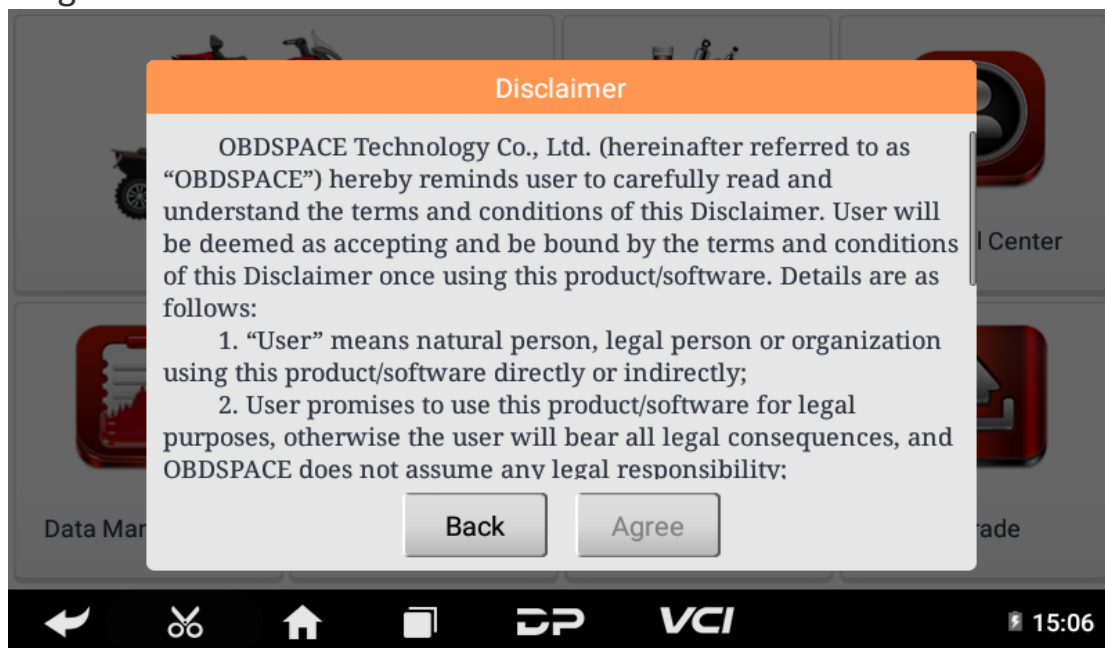 Disclaimer
OBDSPACE Technology Co., Ltd. (hereinafter referred to as
“OBDSPACE”) hereby reminds user to carefully read and
understand the terms and conditions of this Disclaimer. User will
be deemed as accepting and be bound by the terms and conditions
of this Disclaimer once using this product/software. Details are as
follows:
1. “User” means natural person, legal person or organization
using this product/software directly or indirectly;
2. User promises to use this product/software for legal
purposes, otherwise the user will bear all legal consequences, and
OBDSPACE does not assume any legal responsibility;
Back
Agree
l Center
Data Mar
rade
DP
VCI
15:06